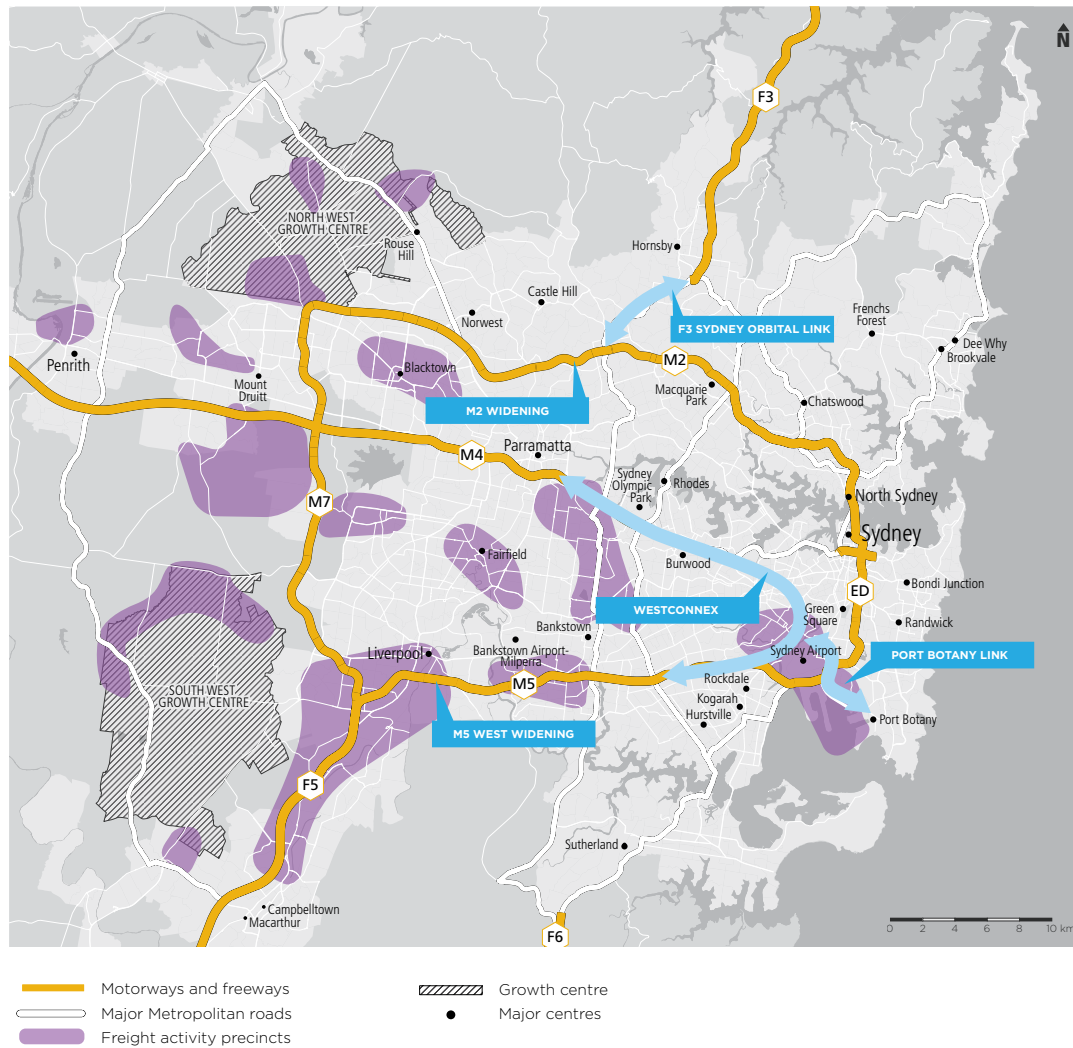 N
F3
NORTH WEST
GROWTH CENTRE
Rouse
Hill
Hornsby
Castle Hill
Norwest
F3 SYDNEY ORBITAL LINK
Frenchs
Forest
Dee Why
Brookvale
Penrith
Mount
Druitt
Blacktown
M2
Macquarie
Park
Chatswood
M2 WIDENING
M4
Parramatta
Sydney
Olympic
Park
Rhodes
North Sydney
Sydney
M7
Fairfield
Burwood
Bondi Junction
ED
WESTCONNEX
Green
Square
Randwick
Bankstown
Bankstown Airport-
Milperra
Liverpool
Sydney Airport
PORT BOTANY LINK
M5
Rockdale
Kogarah
Hurstville
Port Botany
SOUTH WEST
GROWTH CENTRE
M5 WEST WIDENING
F5
Sutherland
Campbelltown
Macarthur
F6
0 2 4 6 8 10 km
Motorways and freeways
Major Metropolitan roads
Freight activity precincts
Growth centre
Major centres